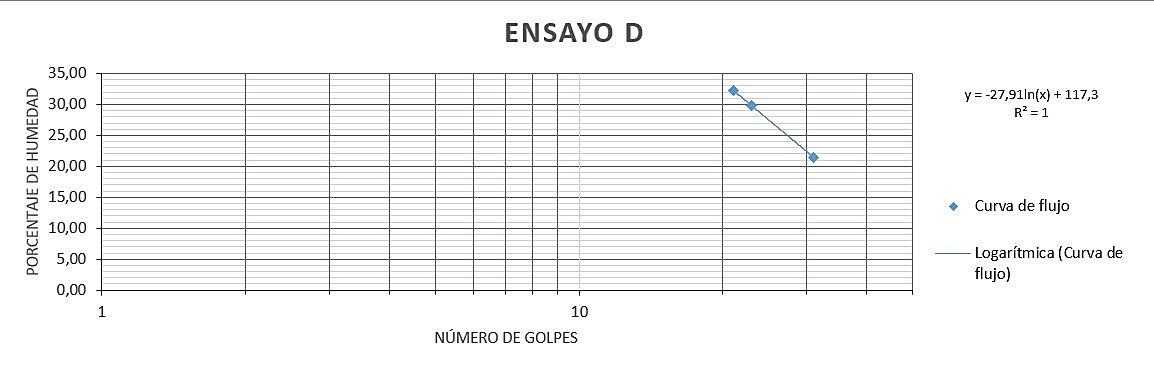 ENSAYO D
PORCENTAJE DE HUMEDAD
35,00
30,00
25,00
20,00
15,00
10,00
5,00
0,00
1
10
NÚMERO DE GOLPES
y = -27,91ln(x) + 117,3
R² = 1
Curva de flujo
Logarítmica (Curva de
flujo)